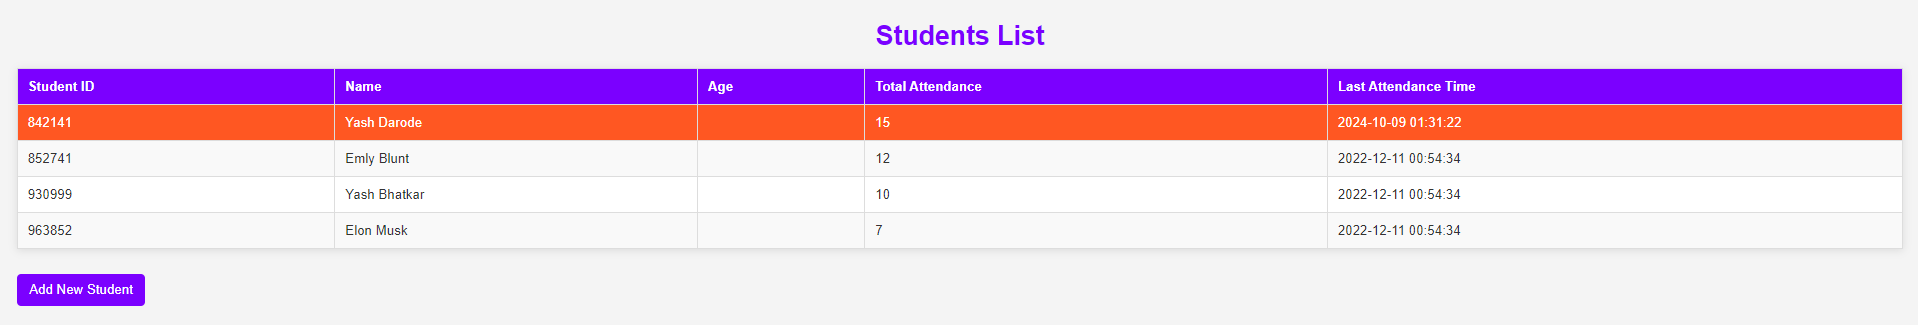 Students List
Student ID Name Age Total Attendance Last Attendance Time
842141 Yash Darode 15 2024-10-09 01:31:22
852741 Emly Blunt 12 2022-12-11 00:54:34
930999 Yash Bhatkar 10 2022-12-11 00:54:34
963852 Elon Musk 7 2022-12-11 00:54:34
Add New Student